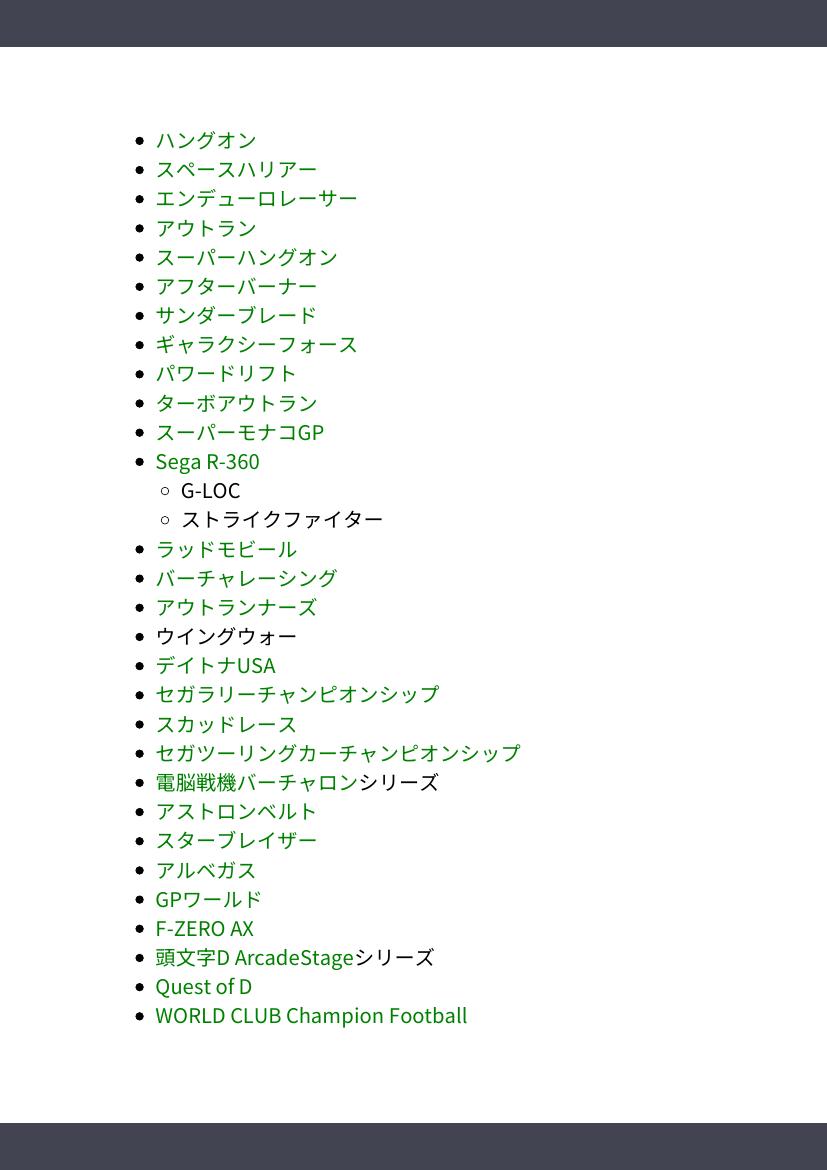 ハングオン
スペースハリアー
エンデューロレーサー
アウトラン
スーパーハングオン
アフターバーナー
サンダーブレード
ギャラクシーフォース
パワードリフト
ターボアウトラン
スーパーモナコGP
Sega R-360
G-LOC
ストライクファイター
ラッドモビール
バーチャレーシング
アウトランナーズ
ウイングウォー
デイトナUSA
セガラリーチャンピオンシップ
スカッドレース
セガツーリングカーチャンピオンシップ
電脳戦機バーチャロンシリーズ
アストロンベルト
スターブレイザー
アルベガス
GPワールド
F-ZERO AX
頭文字D ArcadeStageシリーズ
Quest of D
WORLD CLUB Champion Football